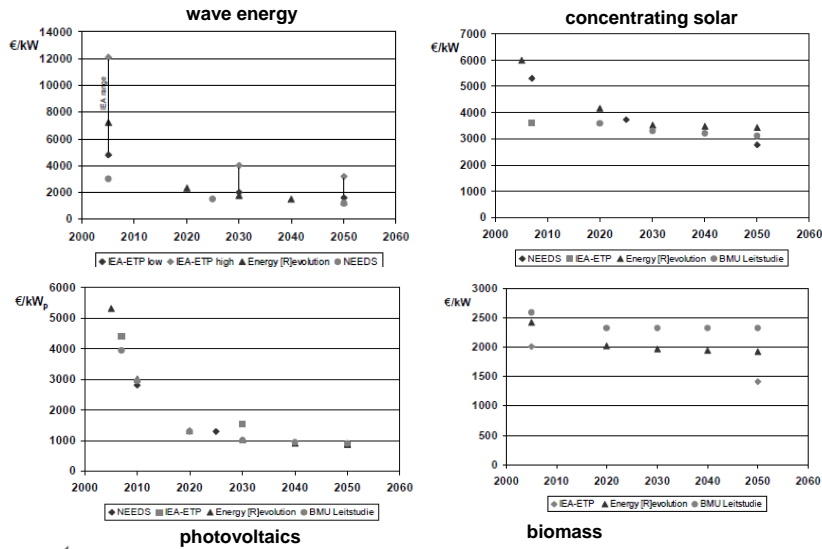 wave energy
€/kW
14000
12000
10000
8000
6000
4000
2000
0
IEA range
2000 2010 2020 2030 2040 2050 2060
IEA-ETP low IEA-ETP high Energy [R]evolution NEEDS
concentrating solar
€/kW
7000
6000
5000
4000
3000
2000
1000
0
2000 2010 2020 2030 2040 2050 2060
NEEDS IEA-ETP Energy [R]evolution BMU Leitstudie
€/kWp
6000
5000
4000
3000
2000
1000
0
2000 2010 2020 2030 2040 2050 2060
NEEDS IEA-ETP Energy [R]evolution BMU Leitstudie
photovoltaics
€/kW
3000
2500
2000
1500
1000
500
0
2000 2010 2020 2030 2040 2050 2060
IEA-ETP Energy [R]evolution BMU Leitstudie
biomass